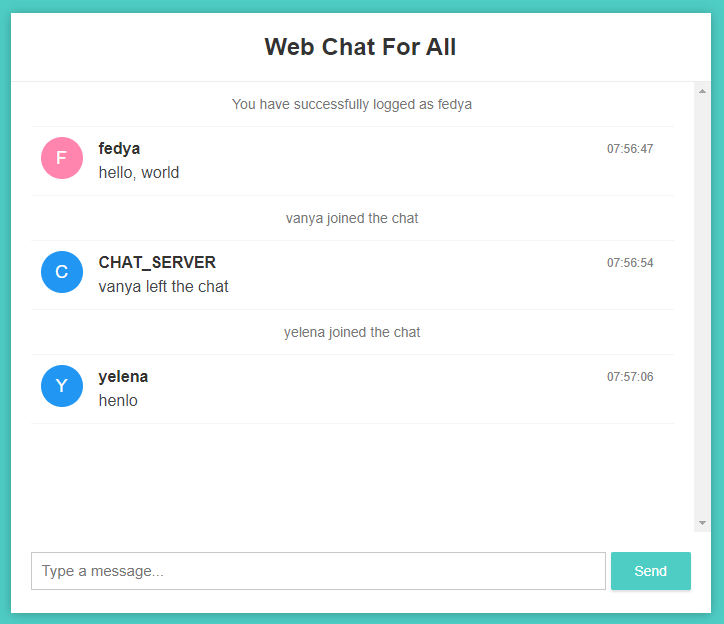 Web Chat For All
You have successfully logged as fedya
F
fedya
07:56:47
hello, world
vanya joined the chat
C
CHAT_SERVER
07:56:54
vanya left the chat
yelena joined the chat
Y
yelena
07:57:06
henlo
Type a message...
Send